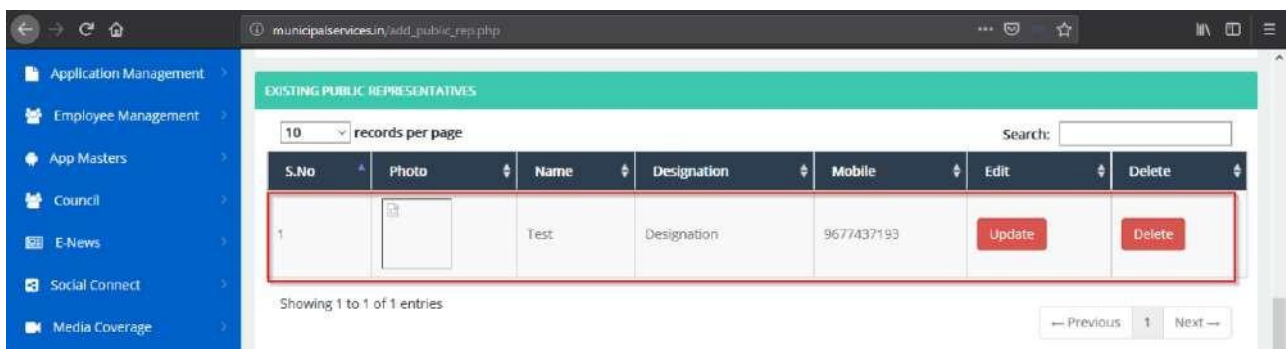 municipalservices.in/add_public_rep.php
Application Management
Employee Management
App Masters
Council
E-News
Social Connect
Media Coverage
EXISTING PUBLIC REPRESENTATIVES
10 records per page
Search:
S.No Photo Name Designation Mobile Edit Delete
1 Test Designation 9677437193 Update Delete
Showing 1 to 1 of 1 entries
← Previous 1 Next →